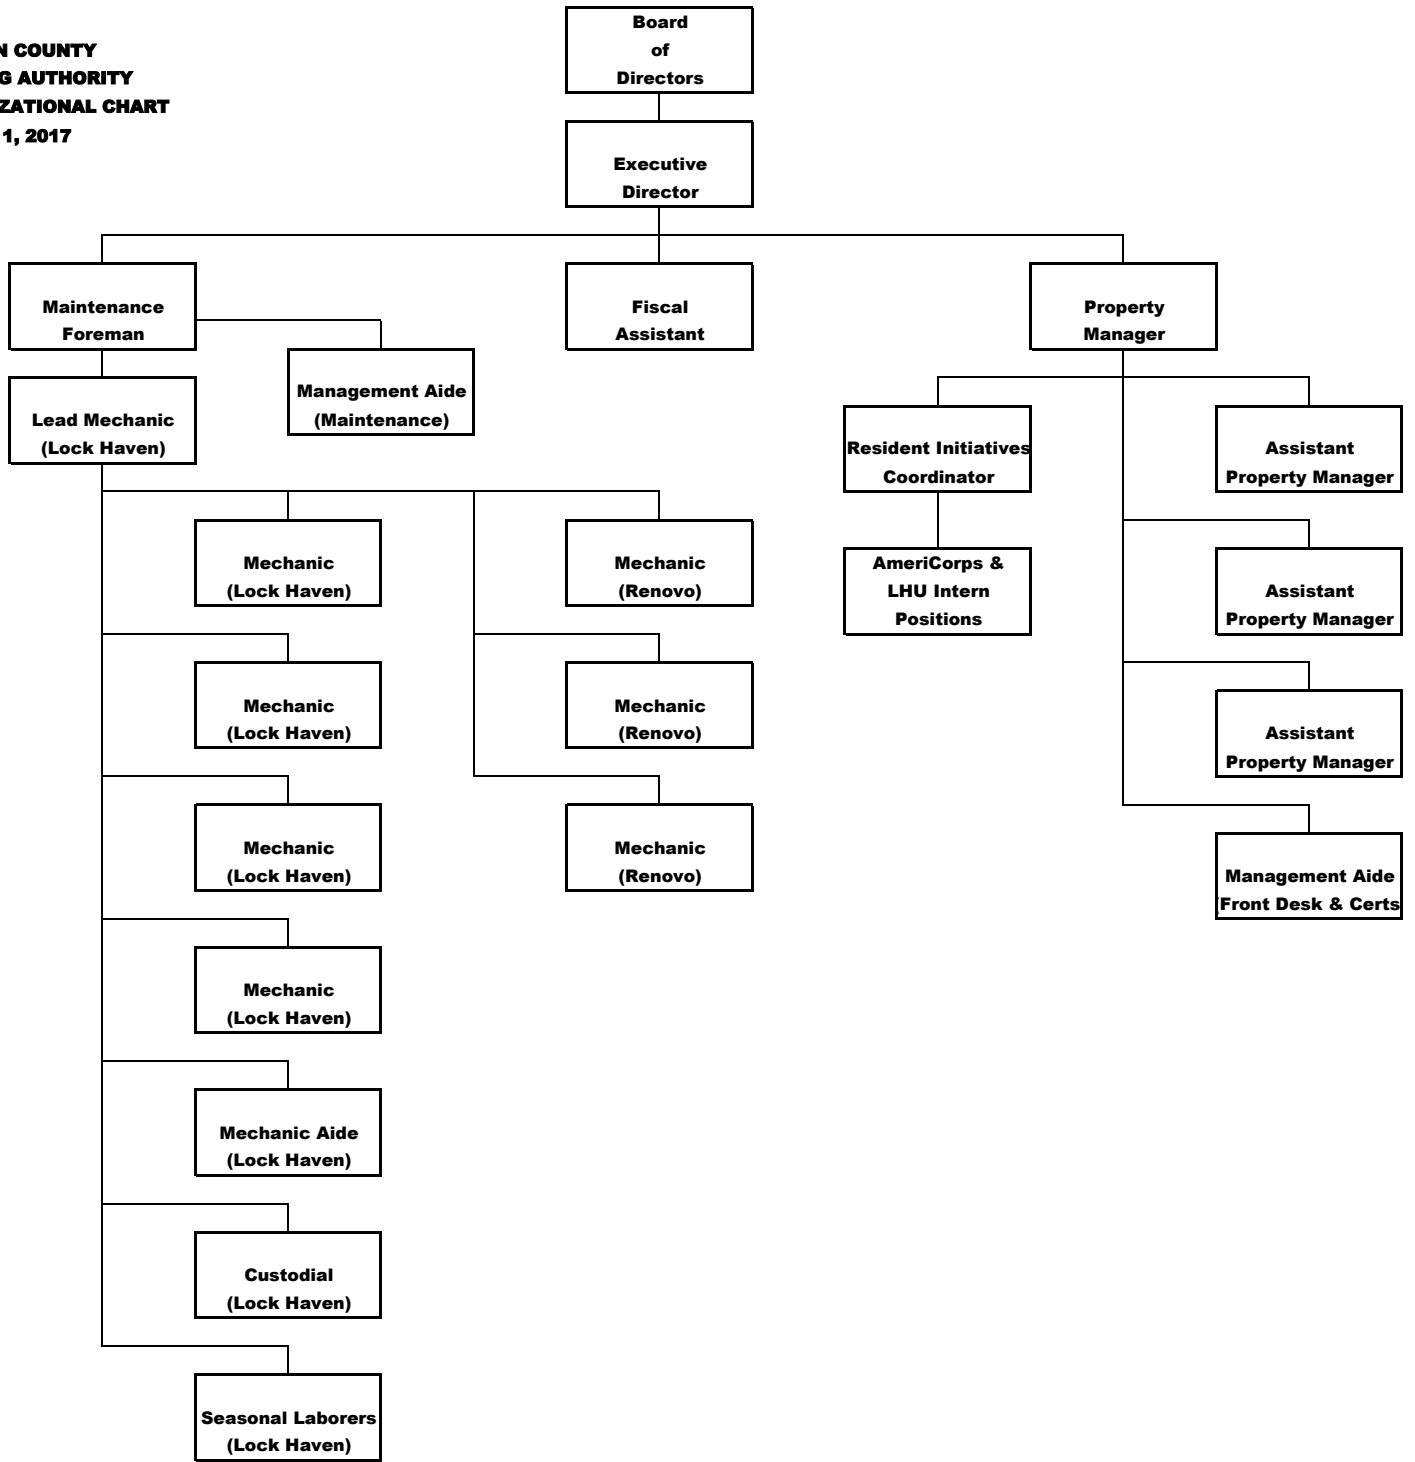 Board
of
Directors
N COUNTY
G AUTHORITY
ZATIONAL CHART
1, 2017
Executive
Director
Maintenance
Foreman
Fiscal
Assistant
Property
Manager
Management Aide
(Maintenance)
Lead Mechanic
(Lock Haven)
Resident Initiatives
Coordinator
Assistant
Property Manager
Mechanic
(Lock Haven)
Mechanic
(Renovo)
AmeriCorps &
LHU Intern
Positions
Assistant
Property Manager
Mechanic
(Lock Haven)
Mechanic
(Renovo)
Assistant
Property Manager
Mechanic
(Lock Haven)
Mechanic
(Renovo)
Management Aide
(Front Desk & Certs
Mechanic
(Lock Haven)
Mechanic Aide
(Lock Haven)
Custodial
(Lock Haven)
Seasonal Laborers
(Lock Haven)